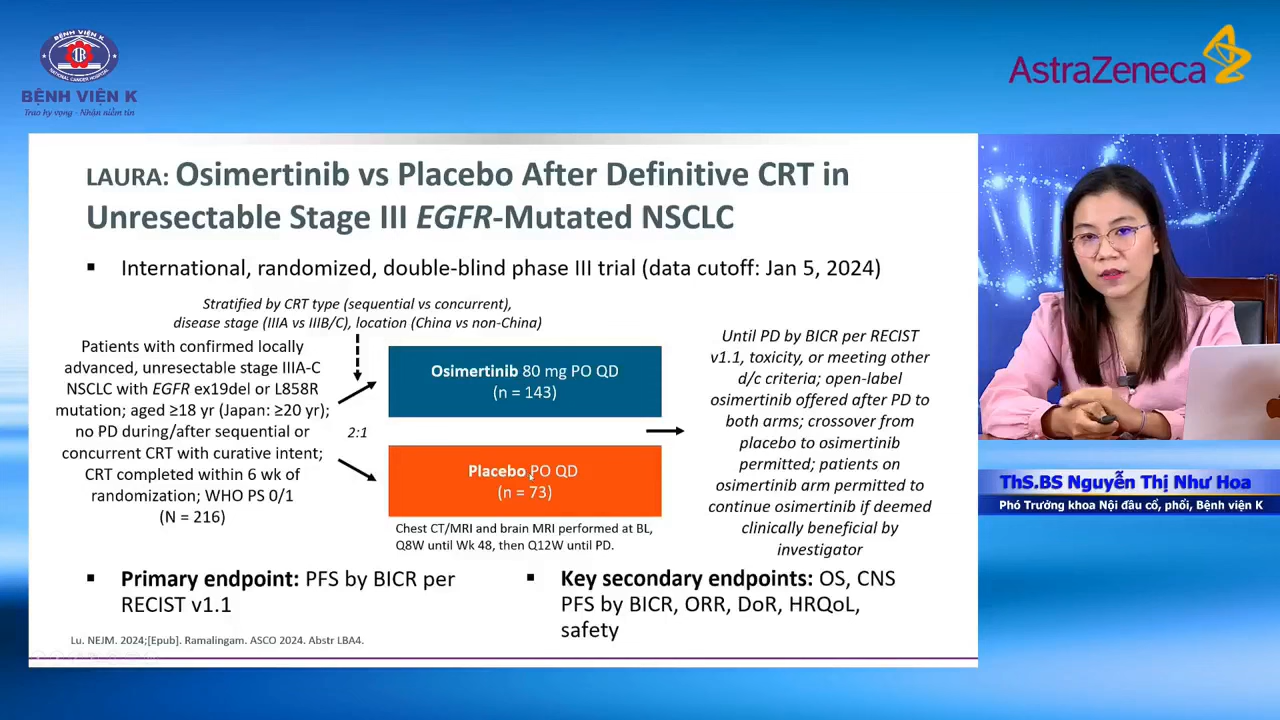 BỆNH VIỆN K
NATIONAL CANCER HOSPITAL
BỆNH VIỆN K
Trao hy vọng - Nhận niềm tin
AstraZeneca
LAURA: Osimertinib vs Placebo After Definitive CRT in
Unresectable Stage III EGFR-Mutated NSCLC
▪ International, randomized, double-blind phase III trial (data cutoff: Jan 5, 2024)
Stratified by CRT type (sequential vs concurrent),
disease stage (IIIA vs IIIB/C), location (China vs non-China)
Patients with confirmed locally
advanced, unresectable stage IIIA-C
NSCLC with EGFR ex19del or L858R
mutation; aged ≥18 yr (Japan: ≥20 yr);
no PD during/after sequential or
concurrent CRT with curative intent;
CRT completed within 6 wk of
randomization; WHO PS 0/1
(N = 216)
2:1
Osimertinib 80 mg PO QD
(n = 143)
Placebo PO QD
(n = 73)
Chest CT/MRI and brain MRI performed at BL,
Q8W until Wk 48, then Q12W until PD.
Until PD by BICR per RECIST
v1.1, toxicity, or meeting other
d/c criteria; open-label
osimertinib offered after PD to
both arms; crossover from
placebo to osimertinib
permitted; patients on
osimertinib arm permitted to
continue osimertinib if deemed
clinically beneficial by
investigator
▪ Primary endpoint: PFS by BICR per
RECIST v1.1
▪ Key secondary endpoints: OS, CNS
PFS by BICR, ORR, DoR, HRQoL,
safety
Lu. NEJM. 2024;[Epub]. Ramalingam. ASCO 2024. Abstr LBA4.
ThS.BS Nguyễn Thị Như Hoa
Phó Trưởng khoa Nội đầu cổ, phổi, Bệnh viện K